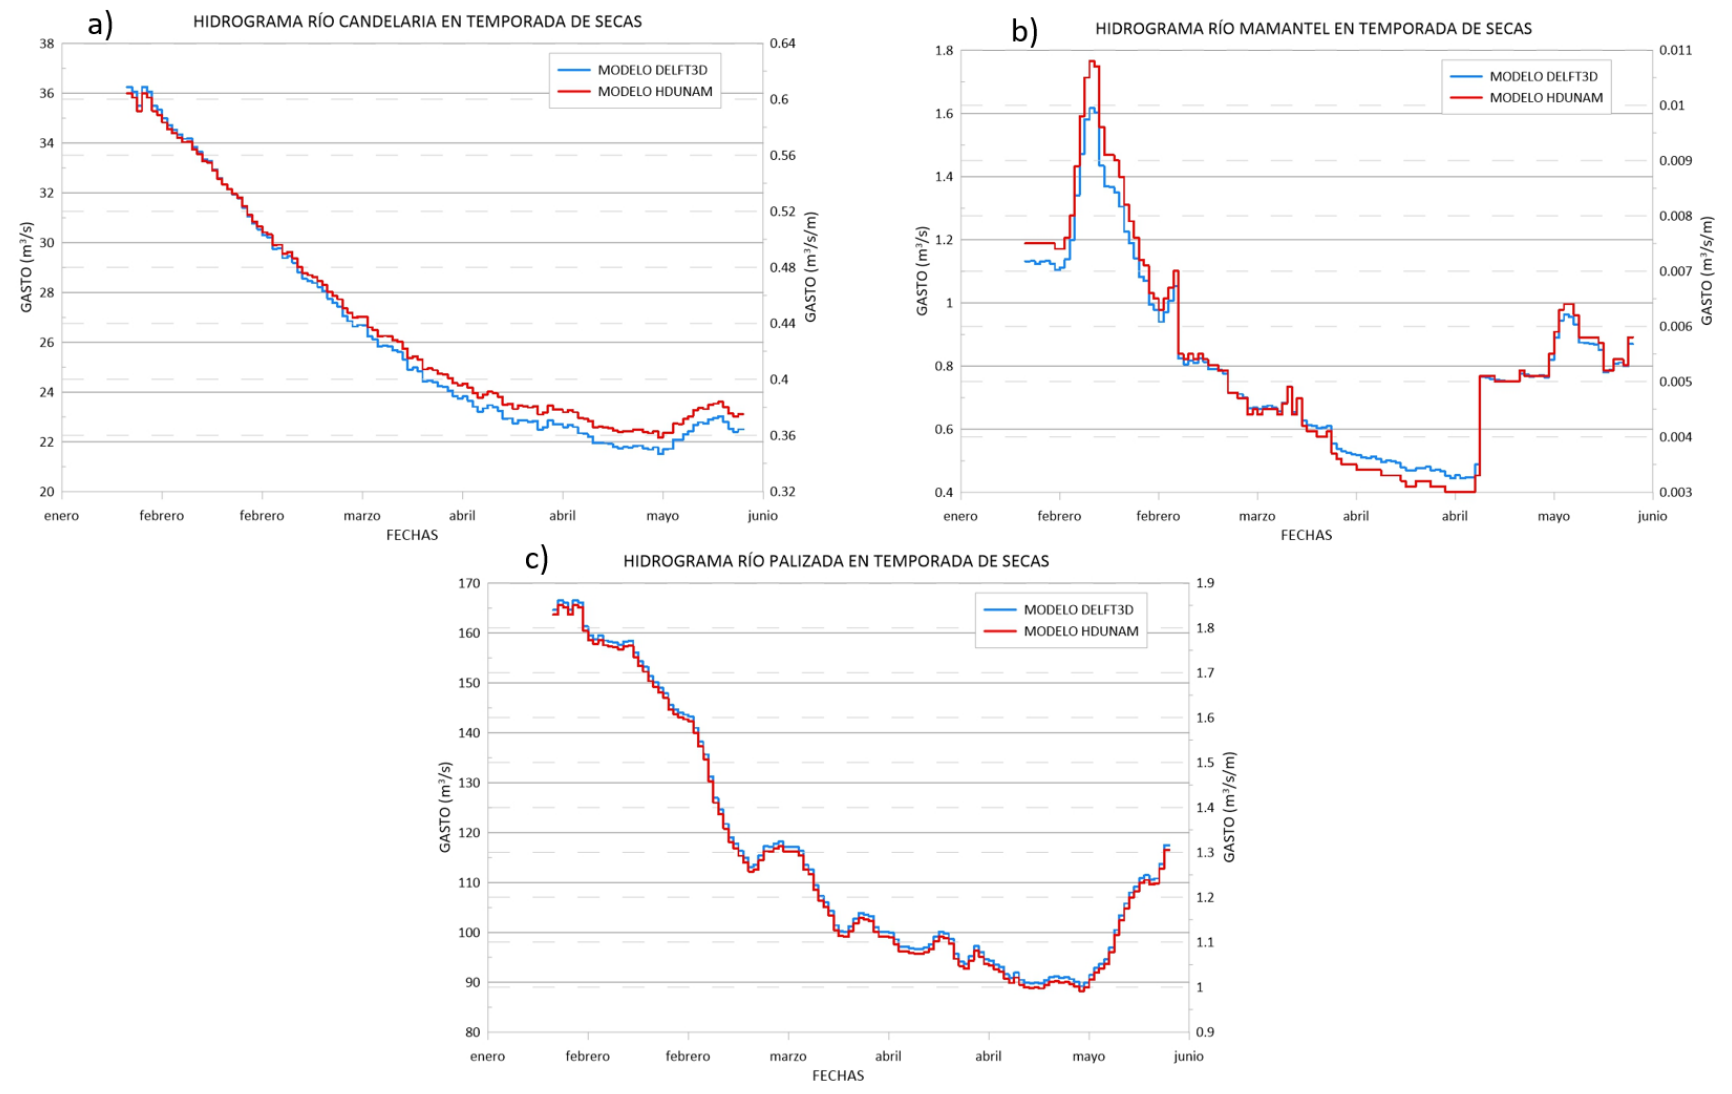 a)
HIDROGRAMA RÍO CANDELARIA EN TEMPORADA DE SECAS
MODELO DELFT3D
MODELO HDUNAM
38
36
34
32
30
28
26
24
22
20
GASTO (m³/s)
0.64
0.6
0.56
0.52
0.48
0.44
0.4
0.36
0.32
GASTO (m³/s/m)
enero febrero febrero marzo abril abril mayo junio
FECHAS
b)
HIDROGRAMA RÍO MAMANTEL EN TEMPORADA DE SECAS
MODELO DELFT3D
MODELO HDUNAM
1.8
1.6
1.4
1.2
1
0.8
0.6
0.4
GASTO (m³/s)
0.011
0.01
0.009
0.008
0.007
0.006
0.005
0.004
0.003
GASTO (m³/s/m)
enero febrero febrero marzo abril abril mayo junio
FECHAS
c)
HIDROGRAMA RÍO PALIZADA EN TEMPORADA DE SECAS
MODELO DELFT3D
MODELO HDUNAM
170
160
150
140
130
120
110
100
90
80
GASTO (m³/s)
1.9
1.8
1.7
1.6
1.5
1.4
1.3
1.2
1.1
1
0.9
GASTO (m³/s/m)
enero febrero febrero marzo abril abril mayo junio
FECHAS